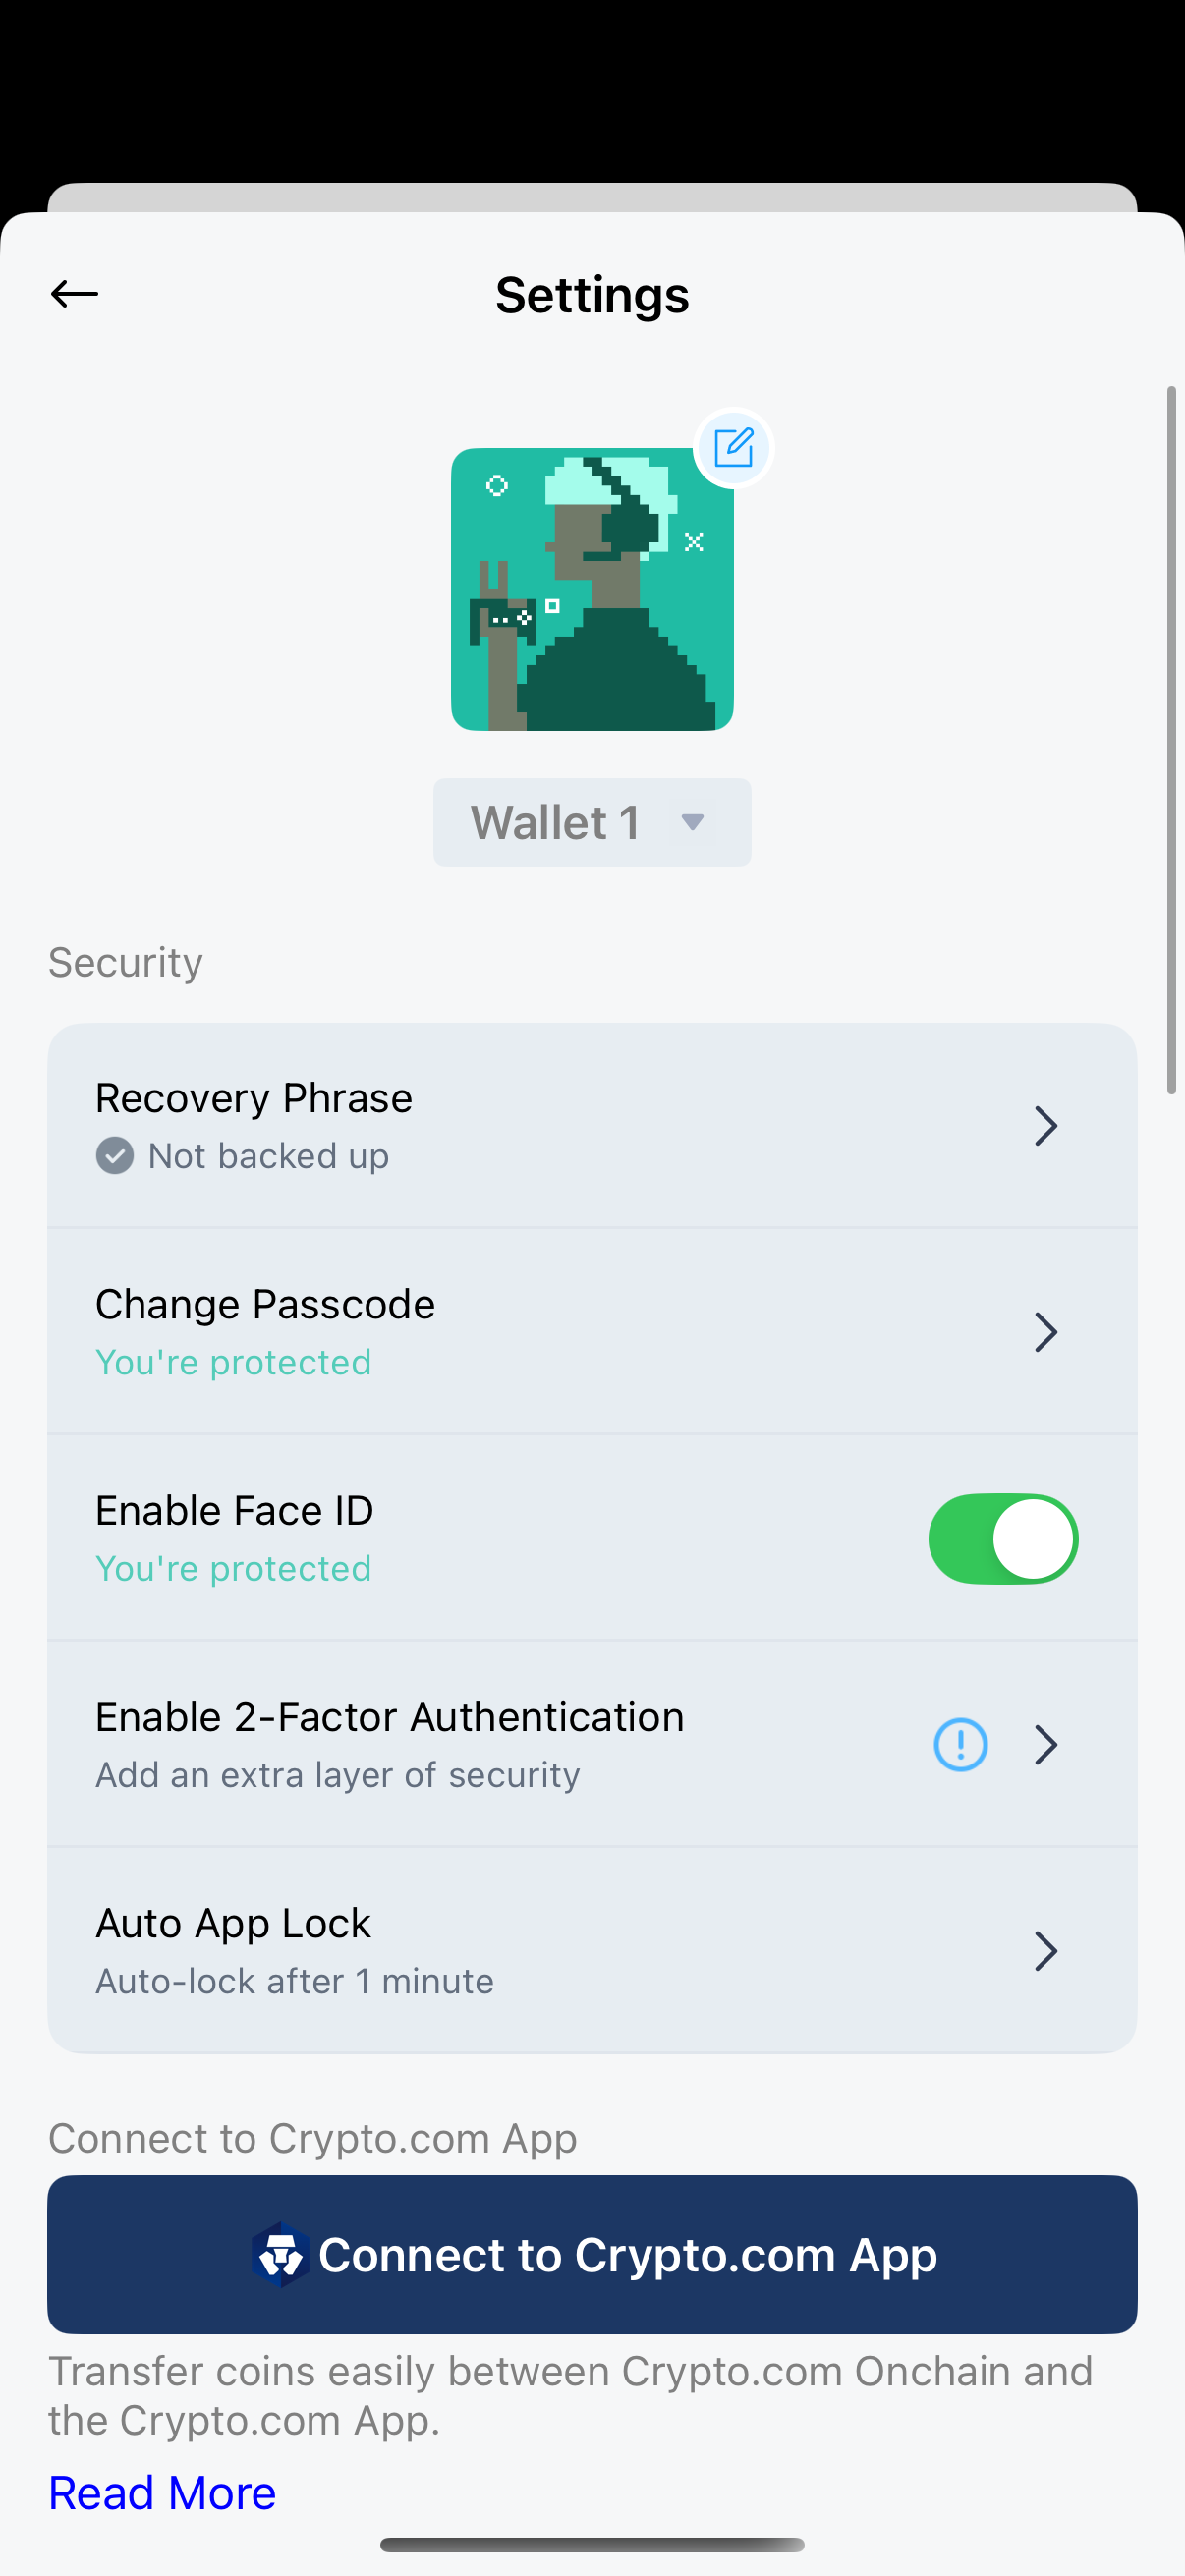 Settings
Wallet 1
Security
Recovery Phrase
Not backed up
Change Passcode
You're protected
Enable Face ID
You're protected
Enable 2-Factor Authentication
Add an extra layer of security
Auto App Lock
Auto-lock after 1 minute
Connect to Crypto.com App
Connect to Crypto.com App
Transfer coins easily between Crypto.com Onchain and
the Crypto.com App.
Read More